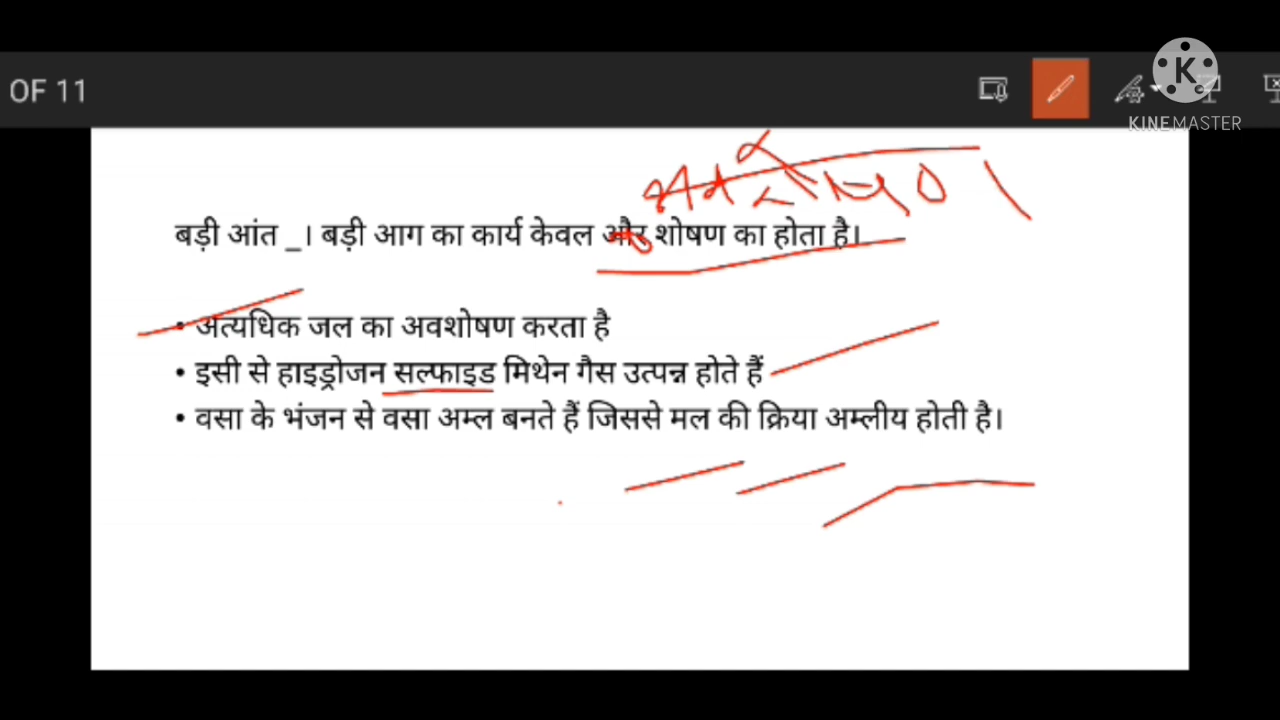 OF 11
KINEMASTER
बड़ी आंत _। बड़ी आग का कार्य केवल और शोषण का होता है।
• अत्यधिक जल का अवशोषण करता है
• इसी से हाइड्रोजन सल्फाइड मिथेन गैस उत्पन्न होते हैं
• वसा के भंजन से वसा अम्ल बनते हैं जिससे मल की क्रिया अम्लीय होती है।